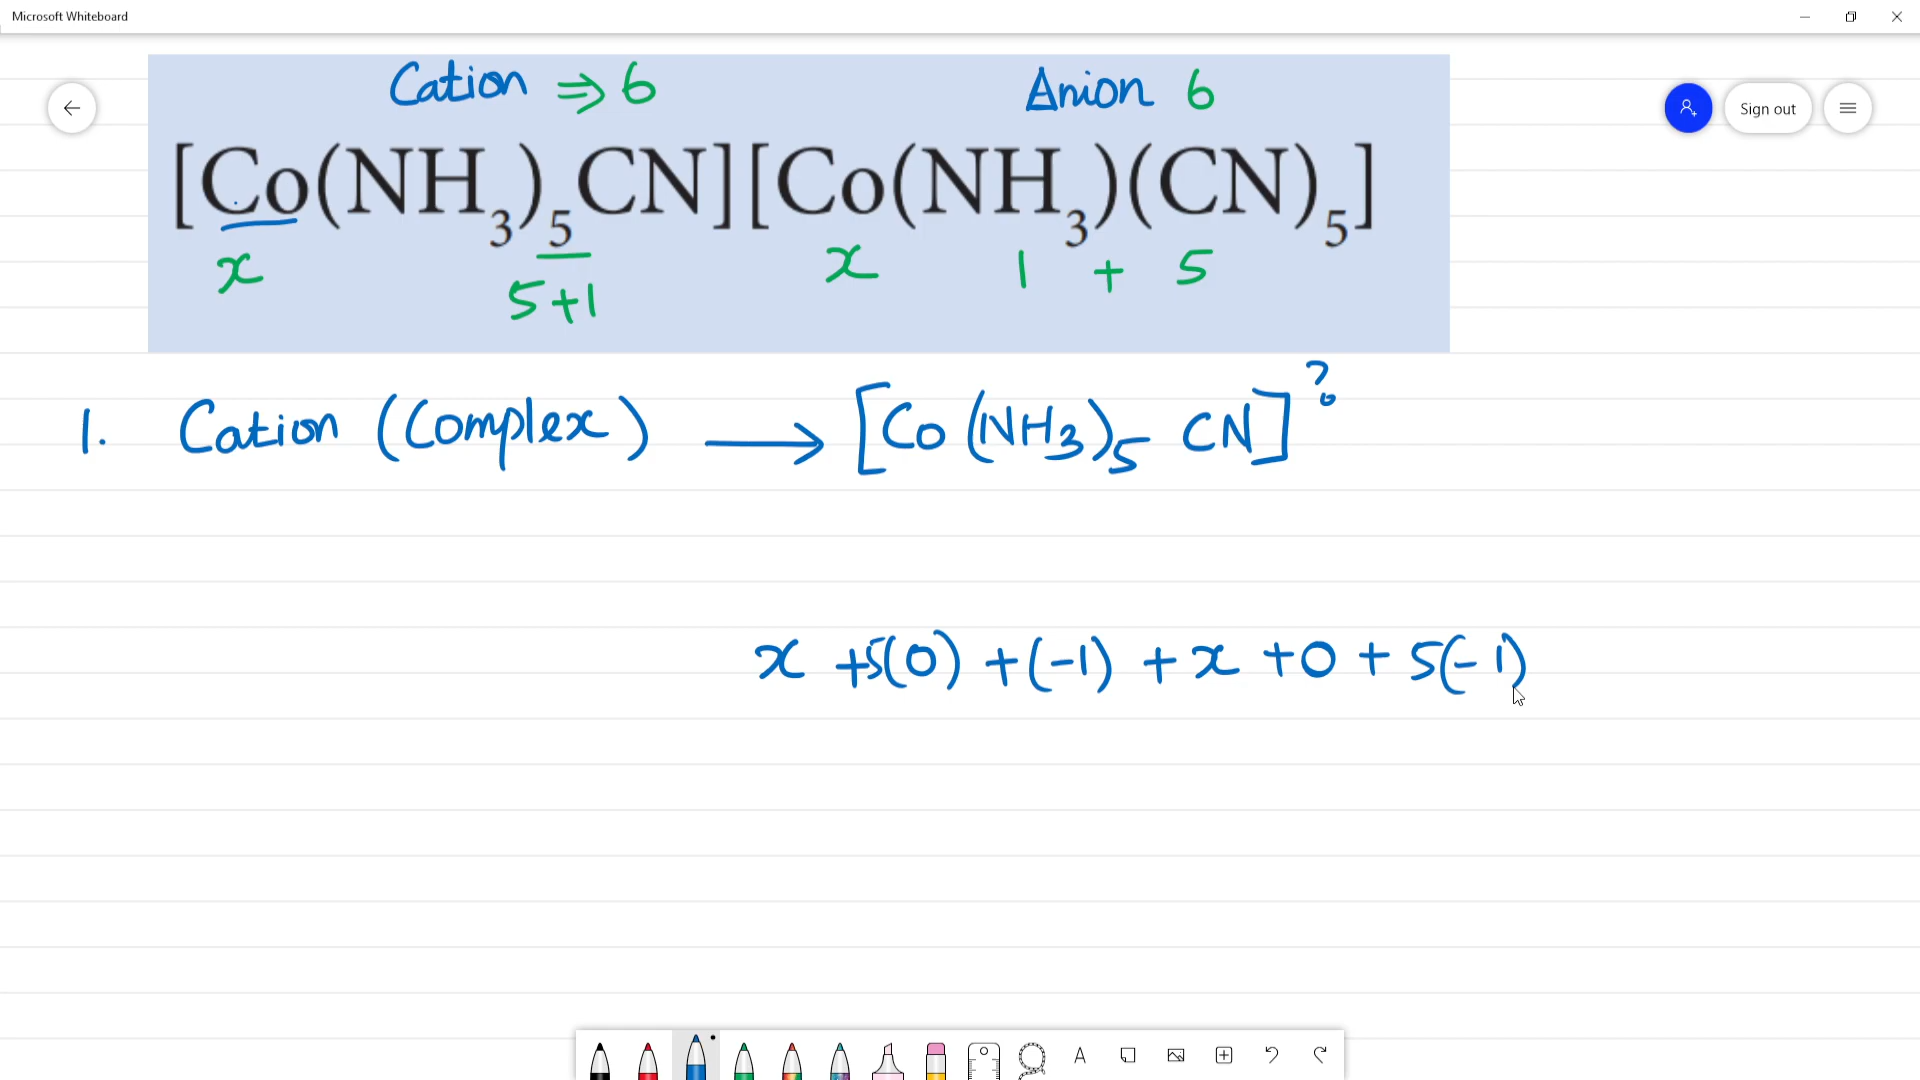 Microsoft Whiteboard
Cation ⇒ 6 Anion 6
[Co(NH₃)₅CN][Co(NH₃)(CN)₅]
x 5+1 x 1 + 5
Sign out
1. Cation (Complex) ⟶ [Co(NH₃)₅ CN]^?
x +5(0) +(-1) + x +0 + 5(-1)
A